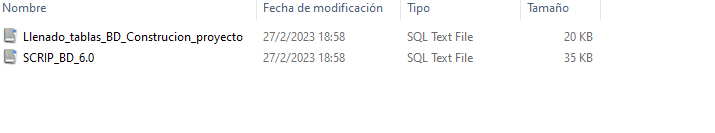 Nombre Fecha de modificación Tipo Tamaño
Llenado_tablas_BD_Construcion_proyecto 27/2/2023 18:58 SQL Text File 20 KB
SCRIP_BD_6.0 27/2/2023 18:58 SQL Text File 35 KB